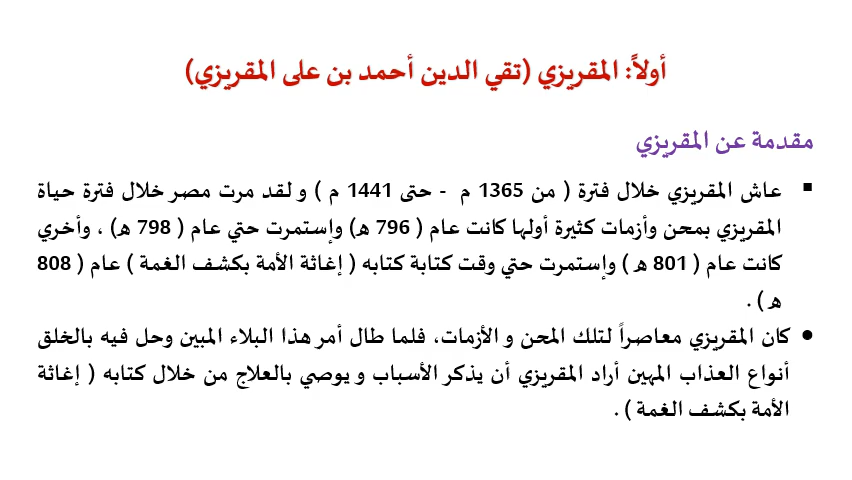 أولاً: المقريزي (تقي الدين أحمد بن على المقريزي)
مقدمة عن المقريزي
▪ عاش المقريزي خلال فترة ( من 1365 م - حتى 1441 م ) و لقد مرت مصر خلال فترة حياة
المقريزي بمحن وأزمات كثيرة أولها كانت عام ( 796 ه) وإستمرت حتي عام ( 798 ه) ، وأخري
كانت عام ( 801 ه ) وإستمرت حتي وقت كتابة كتابه ( إغاثة الأمة بكشف الغمة ) عام ( 808
ه ) .
● كان المقريزي معاصراً لتلك المحن و الأزمات، فلما طال أمر هذا البلاء المبين وحل فيه بالخلق
أنواع العذاب المهين أراد المقريزي أن يذكر الأسباب و يوصي بالعلاج من خلال كتابه ( إغاثة
الأمة بكشف الغمة ) .